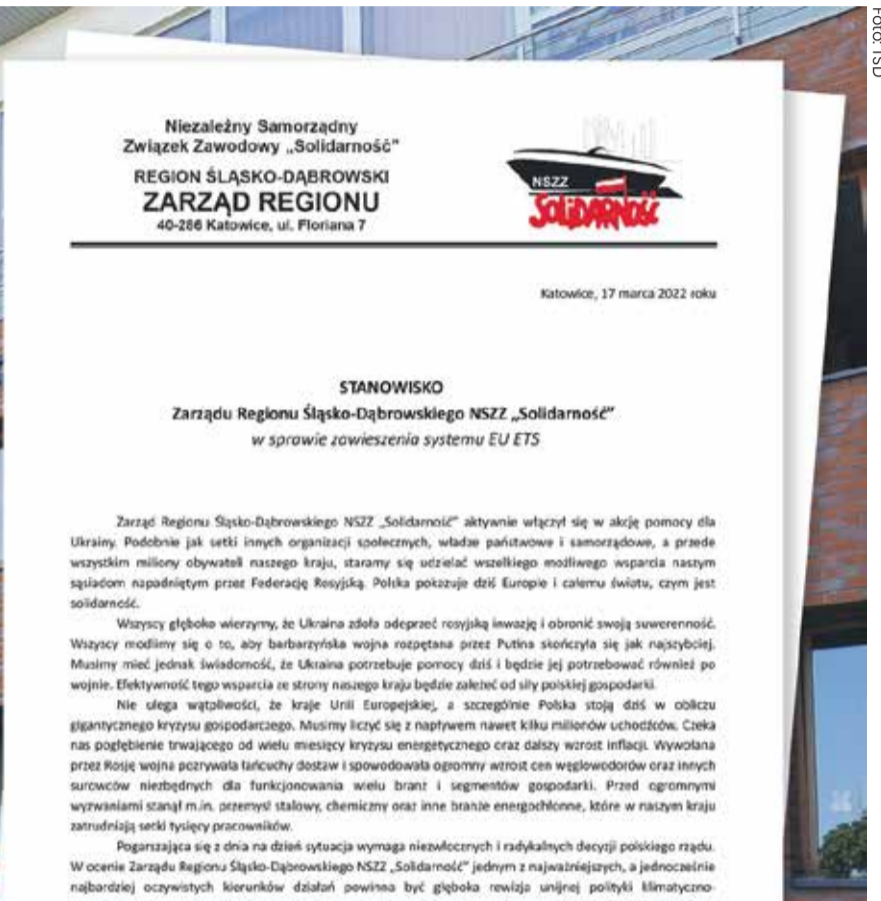 Foto: TSD
Niezależny Samorządny
Związek Zawodowy „Solidarność”
REGION ŚLĄSKO-DĄBROWSKI
ZARZĄD REGIONU
40-286 Katowice, ul. Floriana 7
NSZZ
SOLIDARNOŚĆ
Katowice, 17 marca 2022 roku
STANOWISKO
Zarządu Regionu Śląsko-Dąbrowskiego NSZZ „Solidarność”
w sprawie zawieszenia systemu EU ETS
Zarząd Regionu Śląsko-Dąbrowskiego NSZZ „Solidarność” aktywnie włączył się w akcję pomocy dla
Ukrainy. Podobnie jak setki innych organizacji społecznych, władze państwowe i samorządowe, a przede
wszystkim miliony obywateli naszego kraju, staramy się udzielać wszelkiego możliwego wsparcia naszym
sąsiadom napadniętym przez Federację Rosyjską. Polska pokazuje dziś Europie i całemu światu, czym jest
solidarność.
Wszyscy głęboko wierzymy, że Ukraina zdoła odeprzeć rosyjską inwazję i obronić swoją suwerenność.
Wszyscy modlimy się o to, aby barbarzyńska wojna rozpętana przez Putina skończyła się jak najszybciej.
Musimy mieć jednak świadomość, że Ukraina potrzebuje pomocy dziś i będzie jej potrzebować również po
wojnie. Efektywność tego wsparcia ze strony naszego kraju będzie zależeć od siły polskiej gospodarki.
Nie ulega wątpliwości, że kraje Unii Europejskiej, a szczególnie Polska stoją dziś w obliczu
gigantycznego kryzysu gospodarczego. Musimy liczyć się z napływem nawet kilku milionów uchodźców. Czeka
nas pogłębienie trwającego od wielu miesięcy kryzysu energetycznego oraz dalszy wzrost inflacji. Wywołana
przez Rosję wojna pozrywała łańcuchy dostaw i spowodowała ogromny wzrost cen węglowodorów oraz innych
surowców niezbędnych dla funkcjonowania wielu branż i segmentów gospodarki. Przed ogromnymi
wyzwaniami stanął m.in. przemysł stalowy, chemiczny oraz inne branże energochłonne, które w naszym kraju
zatrudniają setki tysięcy pracowników.
Pogarszająca się z dnia na dzień sytuacja wymaga niezwłocznych i radykalnych decyzji polskiego rządu.
W ocenie Zarządu Regionu Śląsko-Dąbrowskiego NSZZ „Solidarność” jednym z najważniejszych, a jednocześnie
najbardziej oczywistych kierunków działań powinna być głęboka rewizja unijnej polityki klimatyczno-